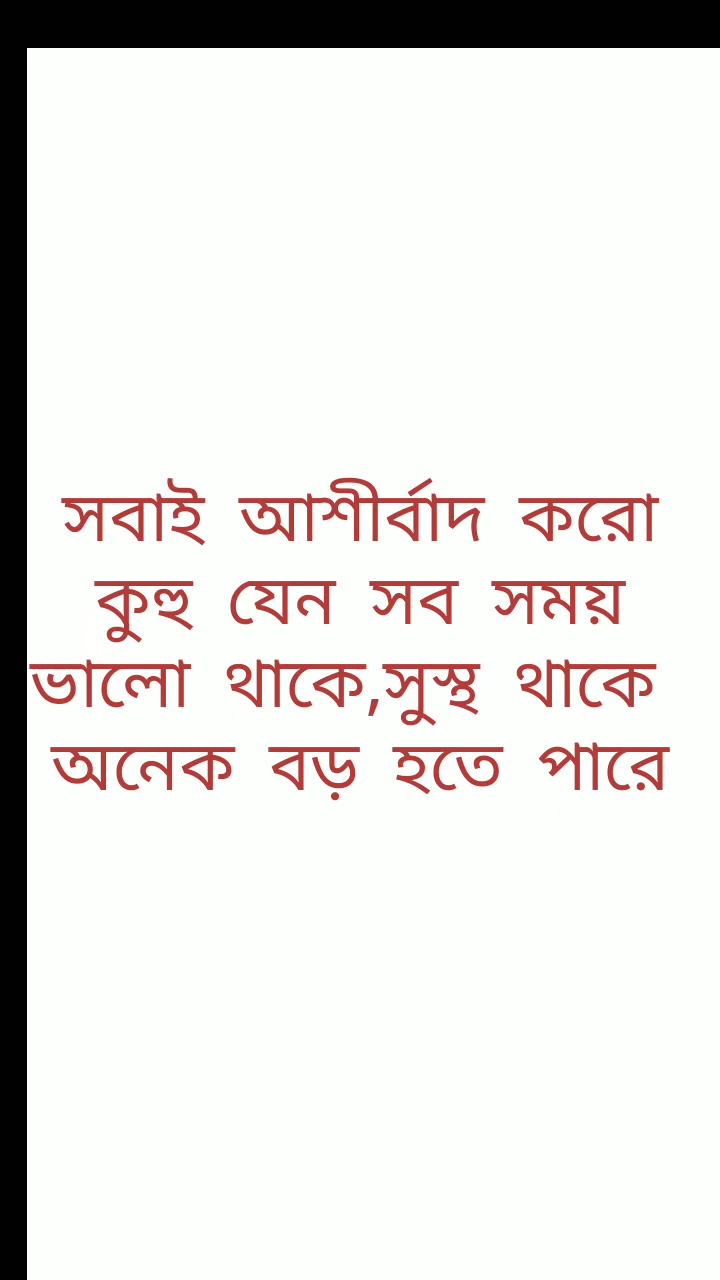 সবাই আশীর্বাদ করো
কুহু যেন সব সময়
ভালো থাকে,সুস্থ থাকে
অনেক বড় হতে পারে